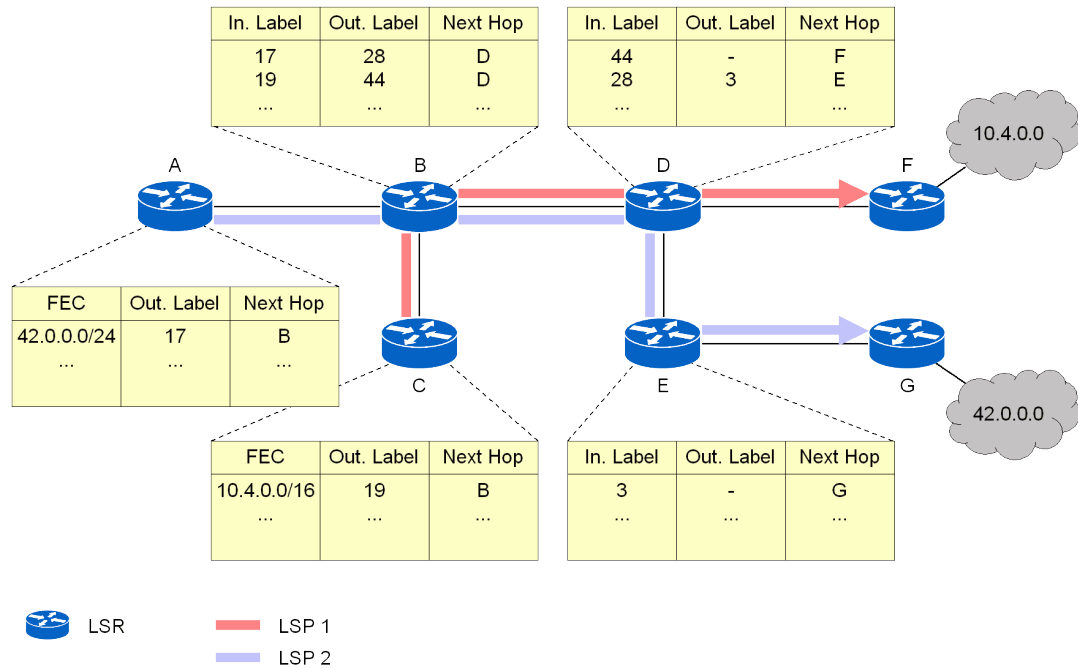 In. Label Out. Label Next Hop
17 28 D
19 44 D
... ... ...
In. Label Out. Label Next Hop
44 - F
28 3 E
... ... ...
10.4.0.0
A
B
D
F
FEC Out. Label Next Hop
42.0.0.0/24 17 B
... ... ...
C
E
G
42.0.0.0
FEC Out. Label Next Hop
10.4.0.0/16 19 B
... ... ...
In. Label Out. Label Next Hop
3 - G
... ... ...
LSR
LSP 1
LSP 2